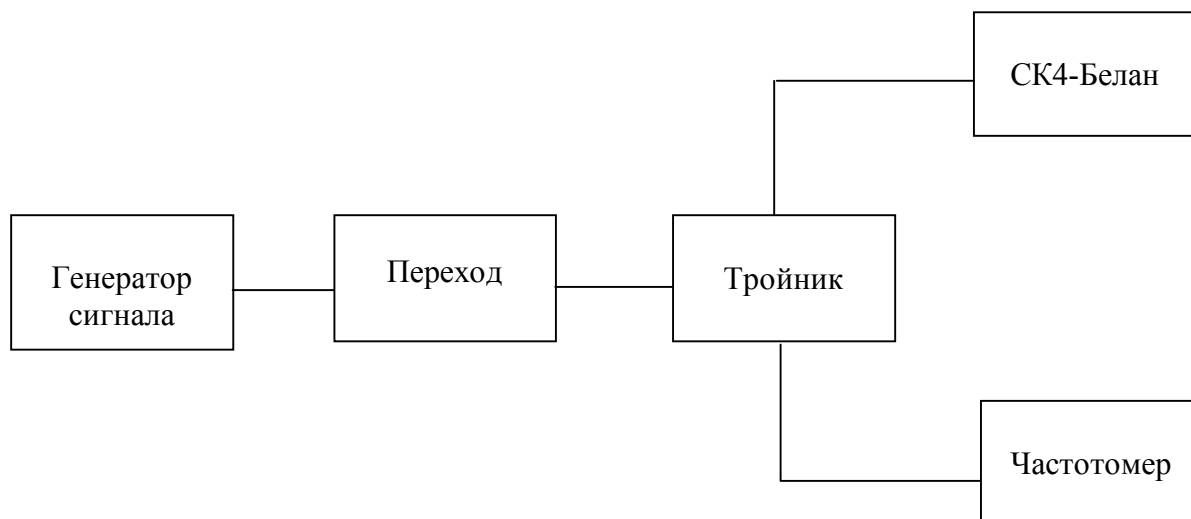 СК4-Белан
Генератор
сигнала
Переход
Тройник
Частотомер